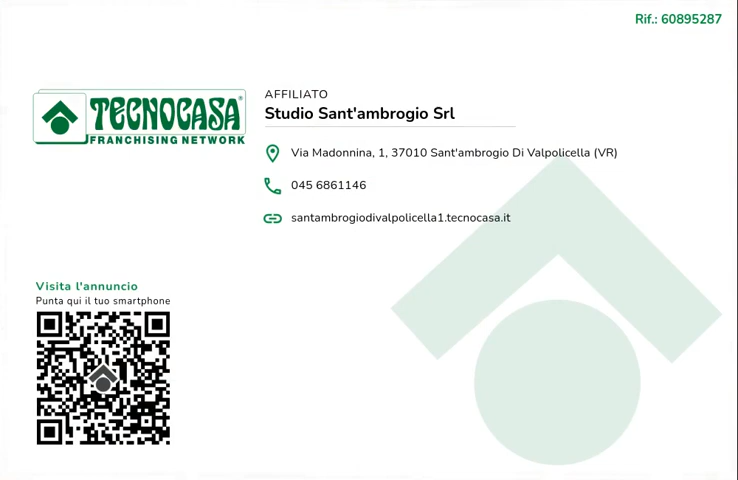 Rif.: 60895287
TECNOCASA®
FRANCHISING NETWORK
AFFILIATO
Studio Sant'ambrogio Srl
Via Madonnina, 1, 37010 Sant'ambrogio Di Valpolicella (VR)
045 6861146
santambrogiodivalpolicella1.tecnocasa.it
Visita l'annuncio
Punta qui il tuo smartphone